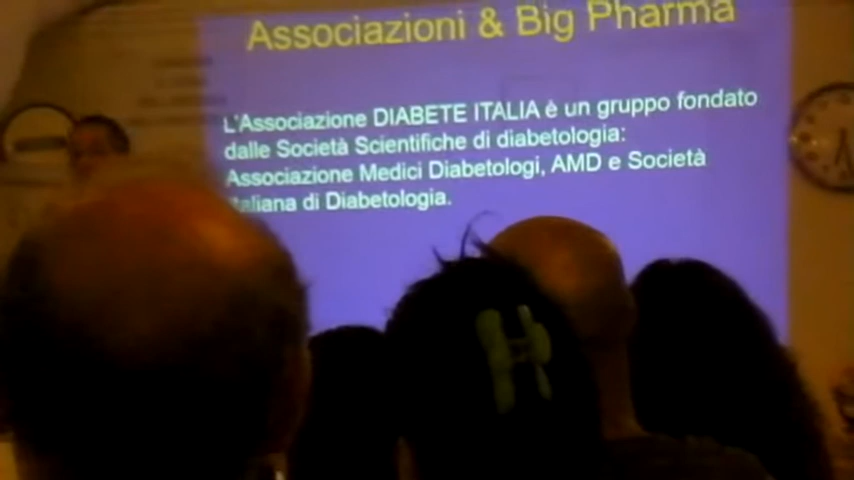 Associazioni & Big Pharma
L'Associazione DIABETE ITALIA è un gruppo fondato
dalle Società Scientifiche di diabetologia:
Associazione Medici Diabetologi, AMD e Società
Italiana di Diabetologia.